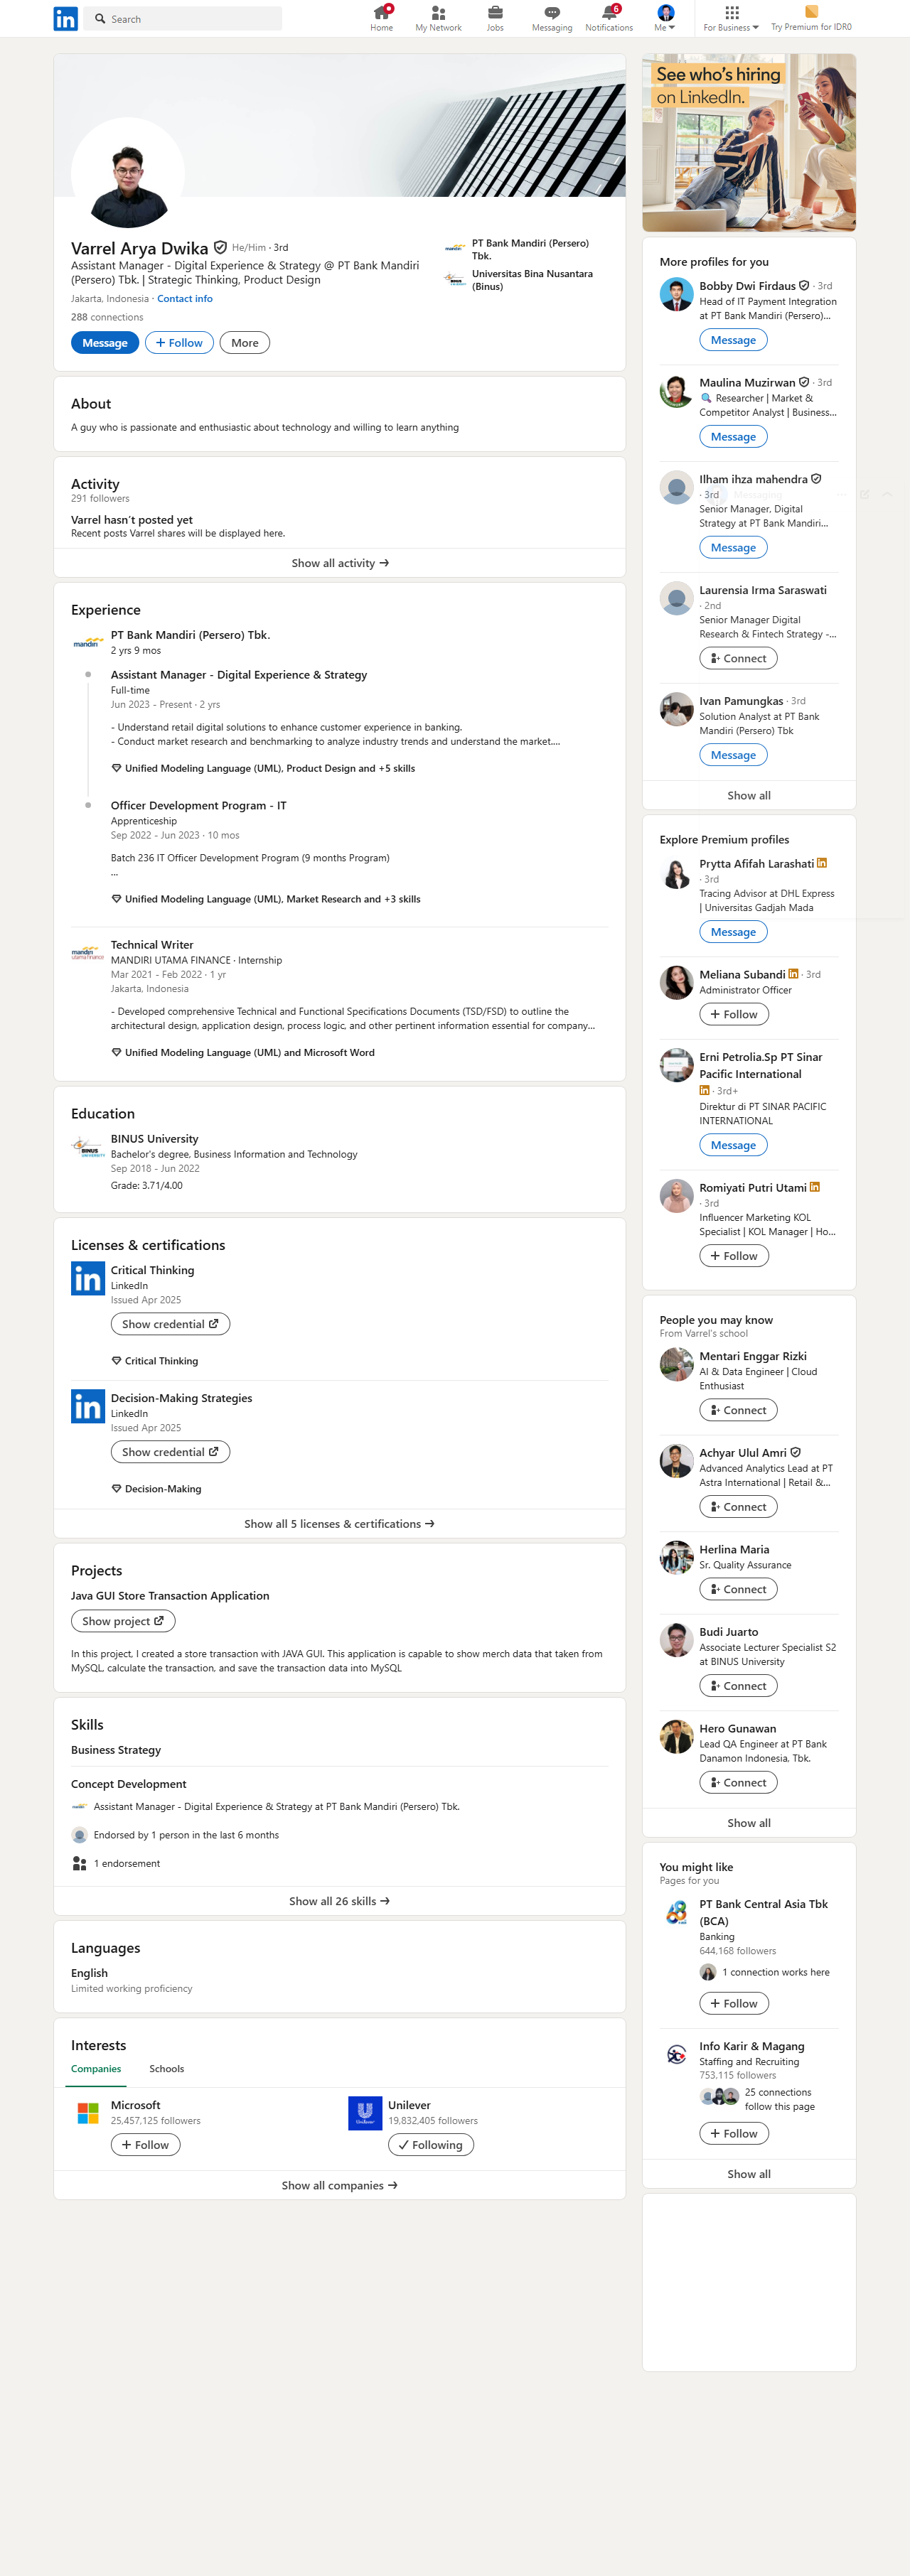 in
Search
Home
My Network
Jobs
Messaging
6
Notifications
Me
For Business
Try Premium for IDR0
Varrel Arya Dwika He/Him · 3rd
Assistant Manager - Digital Experience & Strategy @ PT Bank Mandiri
(Persero) Tbk. | Strategic Thinking, Product Design
Jakarta, Indonesia · Contact info
288 connections
Message
Follow
More
mandiri
PT Bank Mandiri (Persero)
Tbk.
Universitas Bina Nusantara
(Binus)
About
A guy who is passionate and enthusiastic about technology and willing to learn anything
Activity
291 followers
Varrel hasn't posted yet
Recent posts Varrel shares will be displayed here.
Show all activity
Experience
mandiri
PT Bank Mandiri (Persero) Tbk.
2 yrs 9 mos
Assistant Manager - Digital Experience & Strategy
Full-time
Jun 2023 - Present · 2 yrs
- Understand retail digital solutions to enhance customer experience in banking.
- Conduct market research and benchmarking to analyze industry trends and understand the market....
Unified Modeling Language (UML), Product Design and +5 skills
Officer Development Program - IT
Apprenticeship
Sep 2022 - Jun 2023 · 10 mos
Batch 236 IT Officer Development Program (9 months Program)
...
Unified Modeling Language (UML), Market Research and +3 skills
mandiri
utama finance
Technical Writer
MANDIRI UTAMA FINANCE · Internship
Mar 2021 - Feb 2022 · 1 yr
Jakarta, Indonesia
- Developed comprehensive Technical and Functional Specifications Documents (TSD/FSD) to outline the
architectural design, application design, process logic, and other pertinent information essential for company...
Unified Modeling Language (UML) and Microsoft Word
Education
BINUS
UNIVERSITY
BINUS University
Bachelor's degree, Business Information and Technology
Sep 2018 - Jun 2022
Grade: 3.71/4.00
Licenses & certifications
in
Critical Thinking
LinkedIn
Issued Apr 2025
Show credential
Critical Thinking
in
Decision-Making Strategies
LinkedIn
Issued Apr 2025
Show credential
Decision-Making
Show all 5 licenses & certifications
Projects
Java GUI Store Transaction Application
Show project
In this project, I created a store transaction with JAVA GUI. This application is capable to show merch data that taken from
MySQL, calculate the transaction, and save the transaction data into MySQL
Skills
Business Strategy
Concept Development
Assistant Manager - Digital Experience & Strategy at PT Bank Mandiri (Persero) Tbk.
Endorsed by 1 person in the last 6 months
1 endorsement
Show all 26 skills
Languages
English
Limited working proficiency
Interests
Companies
Schools
Microsoft
25,457,125 followers
Follow
Unilever
Unilever
19,832,405 followers
Following
Show all companies
See who's hiring
on LinkedIn.
More profiles for you
Bobby Dwi Firdaus · 3rd
Head of IT Payment Integration
at PT Bank Mandiri (Persero)...
Message
Maulina Muzirwan · 3rd
Researcher | Market &
Competitor Analyst | Business...
Message
Ilham ihza mahendra
· 3rd
Messaging
Senior Manager, Digital
Strategy at PT Bank Mandiri...
Message
Laurensia Irma Saraswati
· 2nd
Senior Manager Digital
Research & Fintech Strategy -...
Connect
Ivan Pamungkas · 3rd
Solution Analyst at PT Bank
Mandiri (Persero) Tbk
Message
Show all
Explore Premium profiles
Prytta Afifah Larashati in
· 3rd
Tracing Advisor at DHL Express
| Universitas Gadjah Mada
Message
Meliana Subandi in · 3rd
Administrator Officer
Follow
Erni Petrolia.Sp PT Sinar
Pacific International
in · 3rd+
Direktur di PT SINAR PACIFIC
INTERNATIONAL
Message
Romiyati Putri Utami in
· 3rd
Influencer Marketing KOL
Specialist | KOL Manager | Ho...
Follow
People you may know
From Varrel's school
Mentari Enggar Rizki
AI & Data Engineer | Cloud
Enthusiast
Connect
Achyar Ulul Amri
Advanced Analytics Lead at PT
Astra International | Retail &...
Connect
Herlina Maria
Sr. Quality Assurance
Connect
Budi Juarto
Associate Lecturer Specialist S2
at BINUS University
Connect
Hero Gunawan
Lead QA Engineer at PT Bank
Danamon Indonesia, Tbk.
Connect
Show all
You might like
Pages for you
PT Bank Central Asia Tbk
(BCA)
Banking
644,168 followers
1 connection works here
Follow
Info Karir & Magang
Staffing and Recruiting
753,115 followers
25 connections
follow this page
Follow
Show all